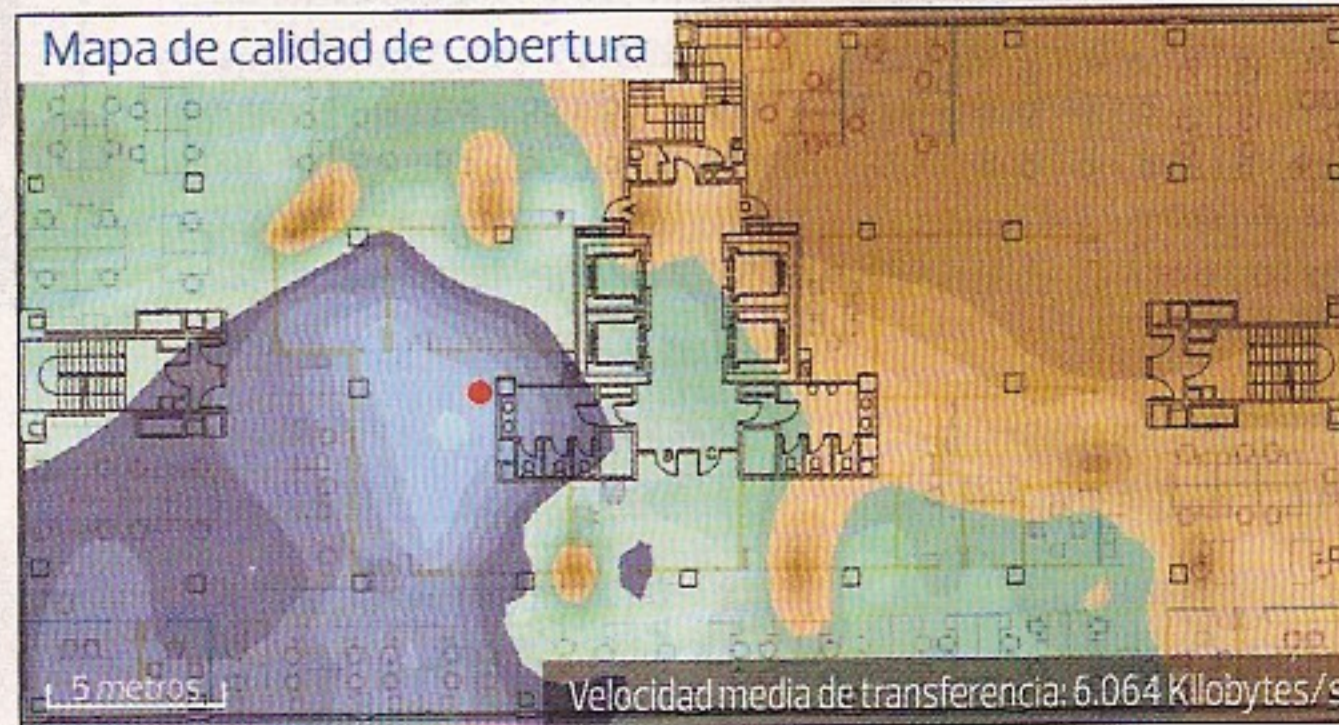 Mapa de calidad de cobertura
5 metros
Velocidad media de transferencia: 6.064 Kilobytes/s